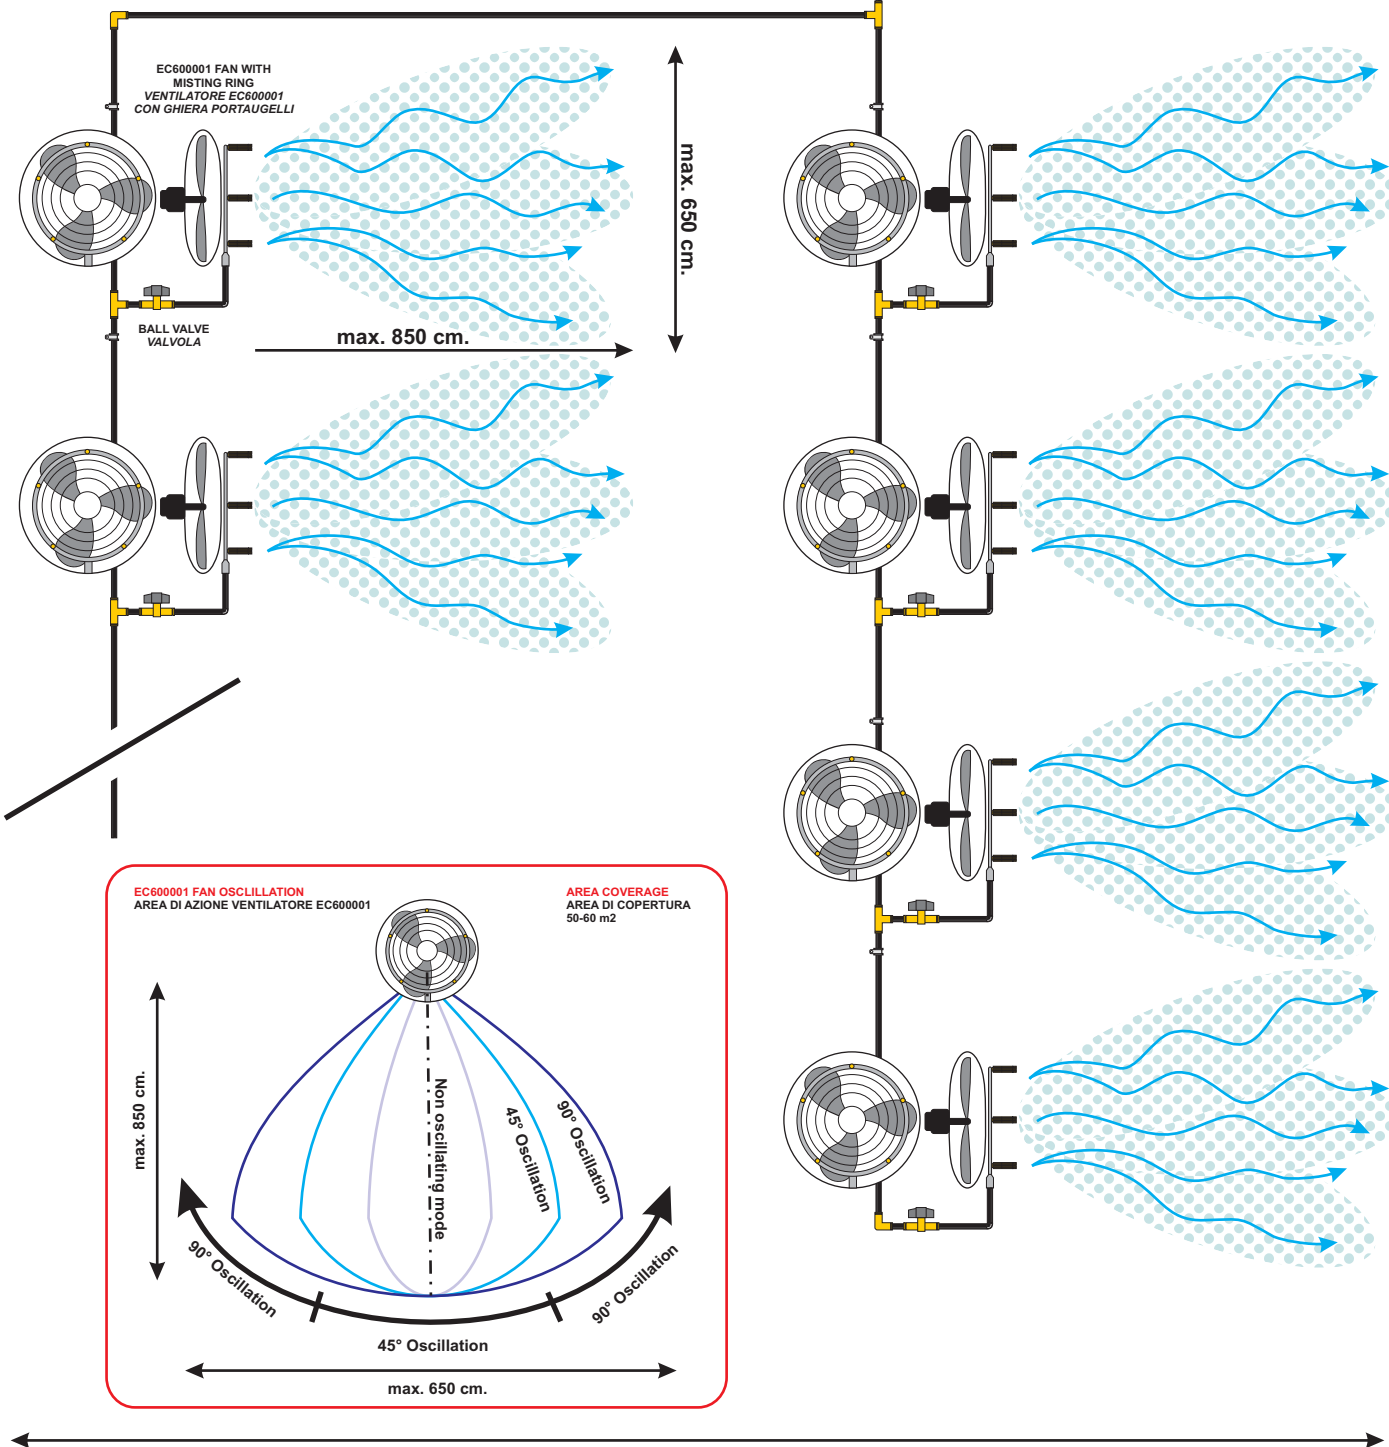 EC600001 FAN WITH
MISTING RING
VENTILATORE EC600001
CON GHIERA PORTAUGELLI
max. 650 cm.
BALL VALVE
VALVOLA
max. 850 cm.
EC600001 FAN OSCLILLATION
AREA DI AZIONE VENTILATORE EC600001
AREA COVERAGE
AREA DI COPERTURA
50-60 m2
max. 850 cm.
Non oscillating mode
45° Oscillation
90° Oscillation
90° Oscillation
90° Oscillation
45° Oscillation
max. 650 cm.